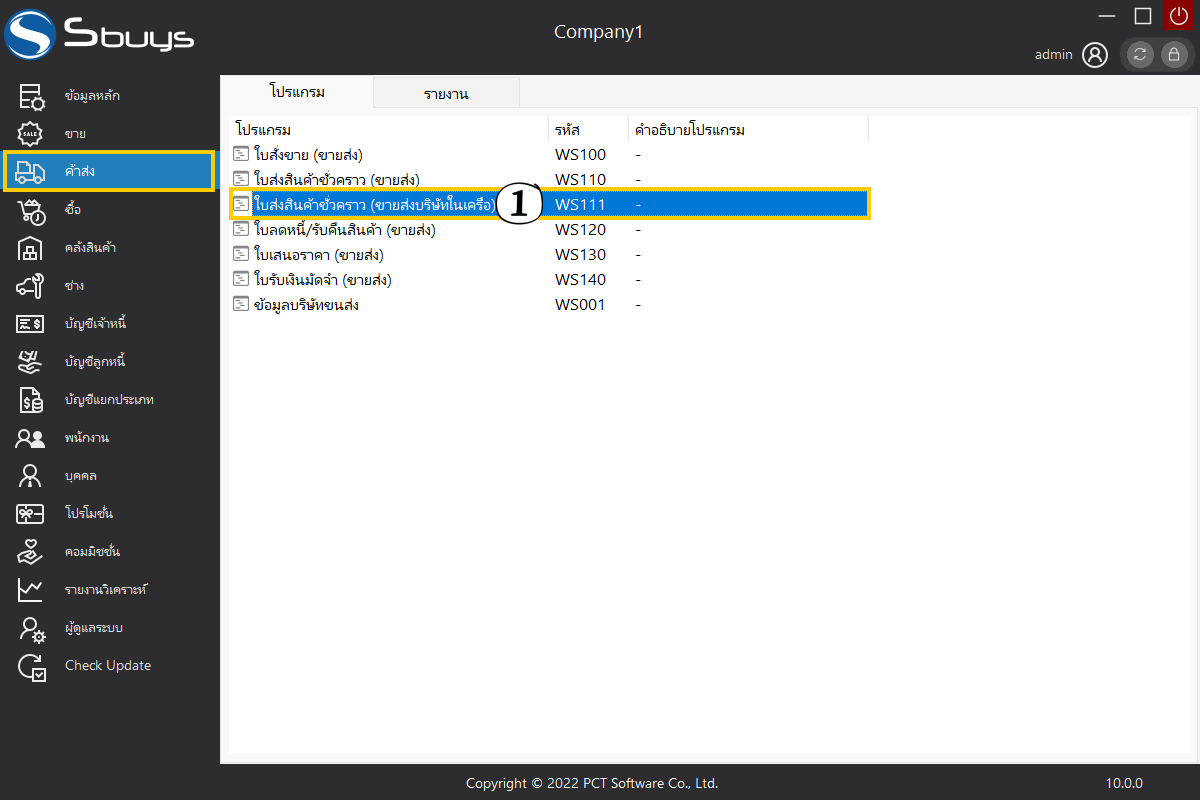 Sbuys
Company1
admin
ข้อมูลหลัก
ขาย
ค้าส่ง
ซื้อ
คลังสินค้า
ช่าง
บัญชีเจ้าหนี้
บัญชีลูกหนี้
บัญชีแยกประเภท
พนักงาน
บุคคล
โปรโมชั่น
คอมมิชชั่น
รายงานวิเคราะห์
ผู้ดูแลระบบ
Check Update
โปรแกรม รายงาน
โปรแกรม รหัส คำอธิบายโปรแกรม
ใบสั่งขาย (ขายส่ง) WS100 -
ใบส่งสินค้าชั่วคราว (ขายส่ง) WS110 -
ใบส่งสินค้าชั่วคราว (ขายส่งบริษัทในเครือ) 1 WS111 -
ใบลดหนี้/รับคืนสินค้า (ขายส่ง) WS120 -
ใบเสนอราคา (ขายส่ง) WS130 -
ใบรับเงินมัดจำ (ขายส่ง) WS140 -
ข้อมูลบริษัทขนส่ง WS001 -
Copyright © 2022 PCT Software Co., Ltd. 10.0.0